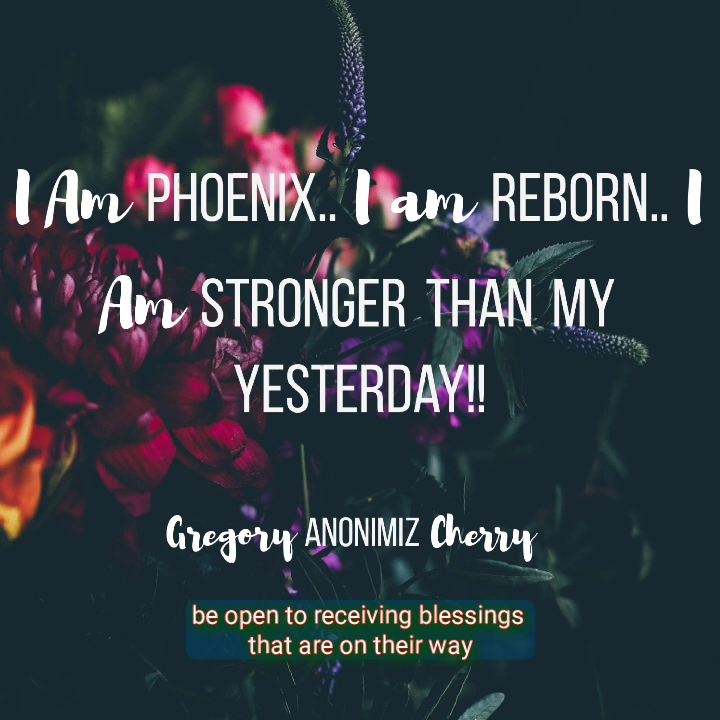 I Am PHOENIX.. I am REBORN.. I
Am STRONGER THAN MY
YESTERDAY!!
Gregory ANONIMIZ Cherry
be open to receiving blessings
that are on their way